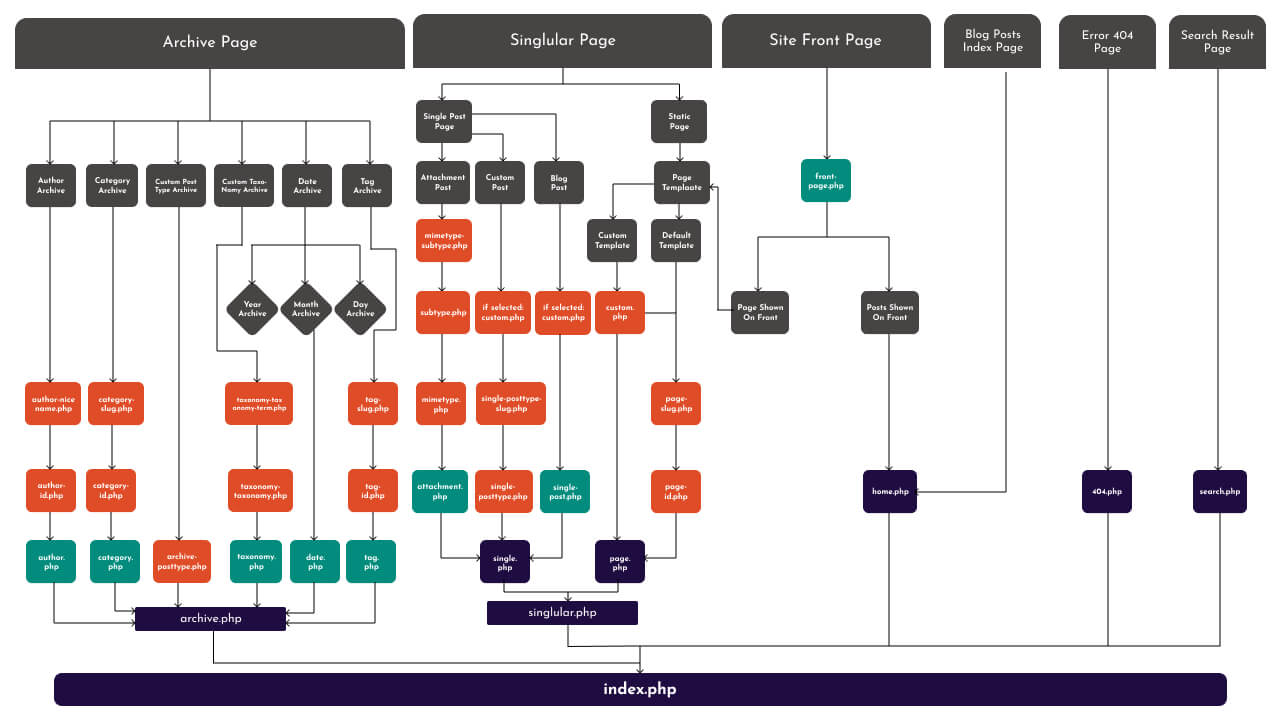 Archive Page
Singlular Page
Site Front Page
Blog Posts
Index Page
Error 404
Page
Search Result
Page
Single Post
Page
Static
Page
Author
Archive
Category
Archive
Custom Post
Type Archive
Custom Taxo-
Nomy Archive
Date
Archive
Tag
Archive
Attachment
Post
Custom
Post
Blog
Post
Page
Templaate
front-
page.php
mimetype-
subtype.php
Custom
Template
Default
Template
Year
Archive
Month
Archive
Day
Archive
subtype.php
if selected:
custom.php
if selected:
custom.php
custom.
php
Page Shown
On Front
Posts Shown
On Front
author-nice
name.php
category-
slug.php
taxonomy-tax
onomy-term.php
tag-
slug.php
mimetype.
php
single-posttype-
slug.php
page-
slug.php
author-
id.php
category-
id.php
taxonomy-
taxonomy.php
tag-
id.php
attachment.
php
single-
posttype.php
single-
post.php
page-
id.php
home.php
404.php
search.php
author.
php
category.
php
archive-
posttype.php
taxonomy.
php
date.
php
tag.
php
single.
php
page.
php
archive.php
singlular.php
index.php